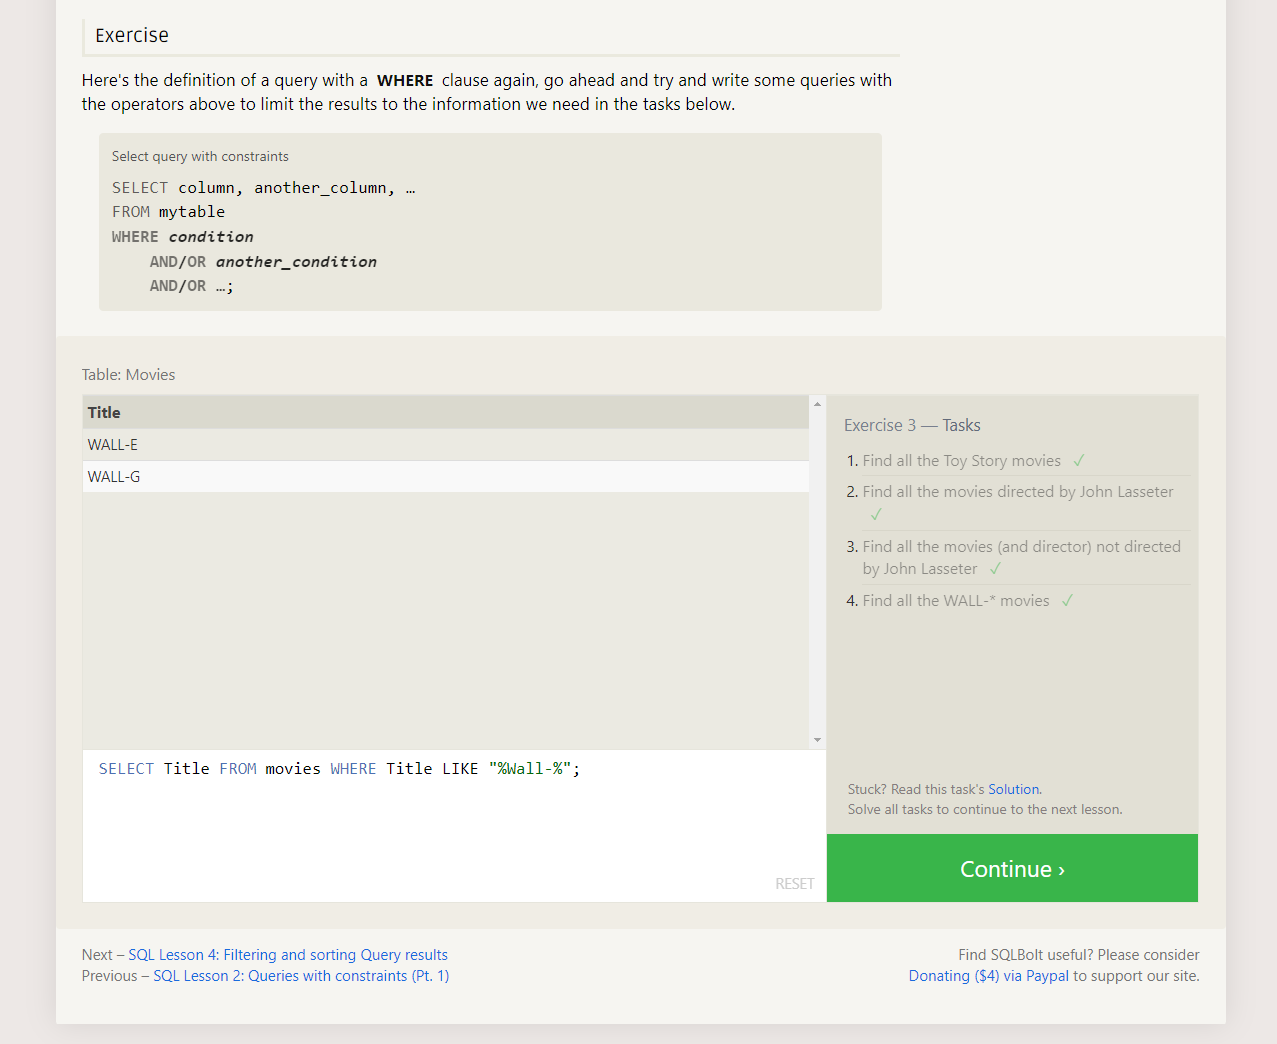 Exercise
Here's the definition of a query with a WHERE clause again, go ahead and try and write some queries with
the operators above to limit the results to the information we need in the tasks below.
Select query with constraints
SELECT column, another_column, …
FROM mytable
WHERE condition
AND/OR another_condition
AND/OR …;
Table: Movies
Title
WALL-E
WALL-G
SELECT Title FROM movies WHERE Title LIKE "%Wall-%";
RESET
Exercise 3 — Tasks
1. Find all the Toy Story movies ✓
2. Find all the movies directed by John Lasseter
✓
3. Find all the movies (and director) not directed
by John Lasseter ✓
4. Find all the WALL-* movies ✓
Stuck? Read this task's Solution.
Solve all tasks to continue to the next lesson.
Continue ›
Next – SQL Lesson 4: Filtering and sorting Query results
Previous – SQL Lesson 2: Queries with constraints (Pt. 1)
Find SQLBolt useful? Please consider
Donating ($4) via Paypal to support our site.